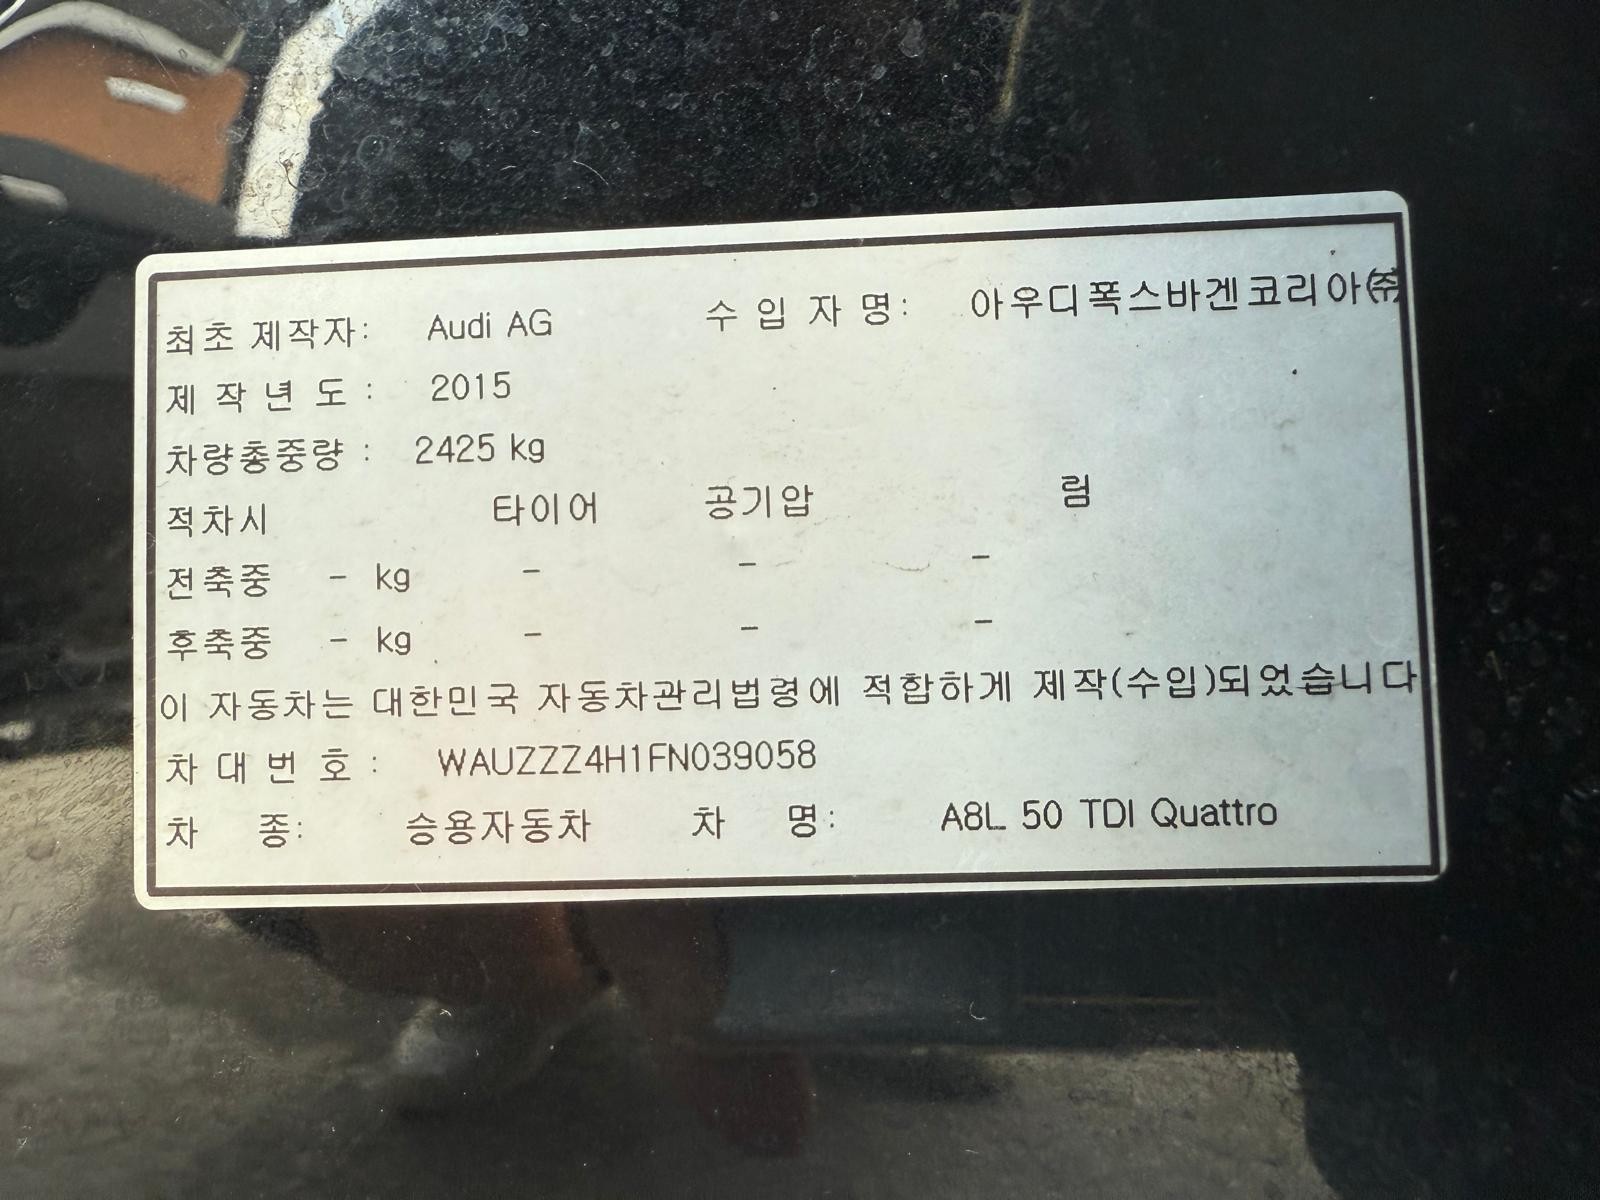 최초 제작자: Audi AG 수 입 자 명: 아우디폭스바겐코리아㈜
제 작 년 도 : 2015
차량총중량 : 2425 kg
적차시 타이어 공기압 림
전축중 - kg - - -
후축중 - kg - - -
이 자동차는 대한민국 자동차관리법령에 적합하게 제작(수입)되었습니다
차 대 번 호 : WAUZZZ4H1FN039058
차 종: 승용자동차 차 명: A8L 50 TDI Quattro